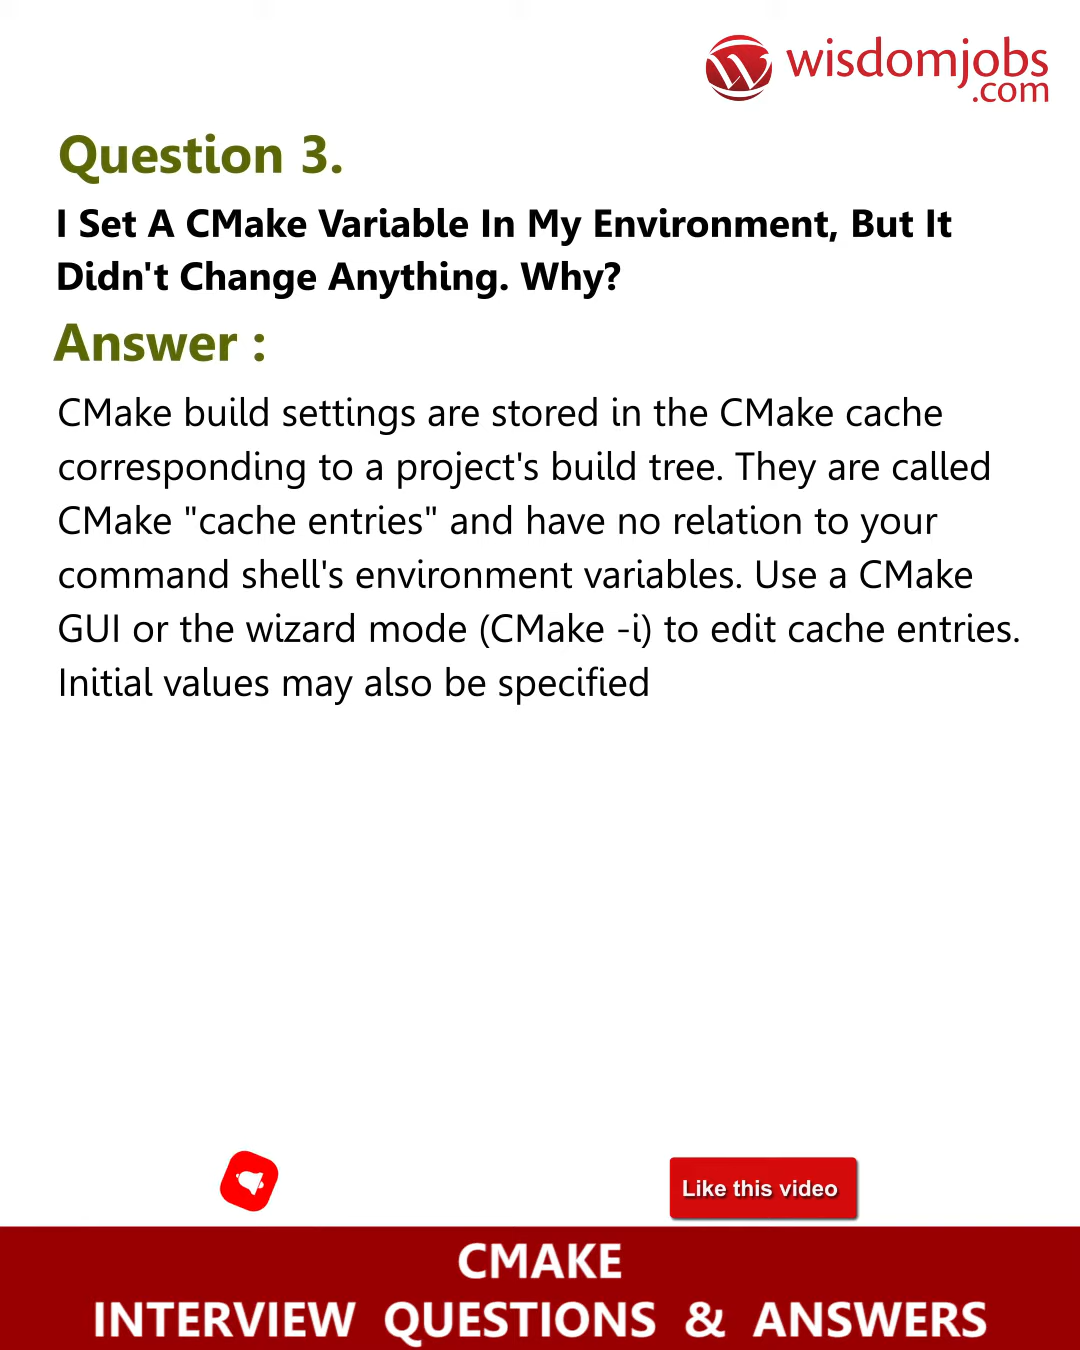 wisdomjobs
.com
Question 3.
I Set A CMake Variable In My Environment, But It
Didn't Change Anything. Why?
Answer :
CMake build settings are stored in the CMake cache
corresponding to a project's build tree. They are called
CMake "cache entries" and have no relation to your
command shell's environment variables. Use a CMake
GUI or the wizard mode (CMake -i) to edit cache entries.
Initial values may also be specified
Like this video
CMAKE
INTERVIEW QUESTIONS & ANSWERS